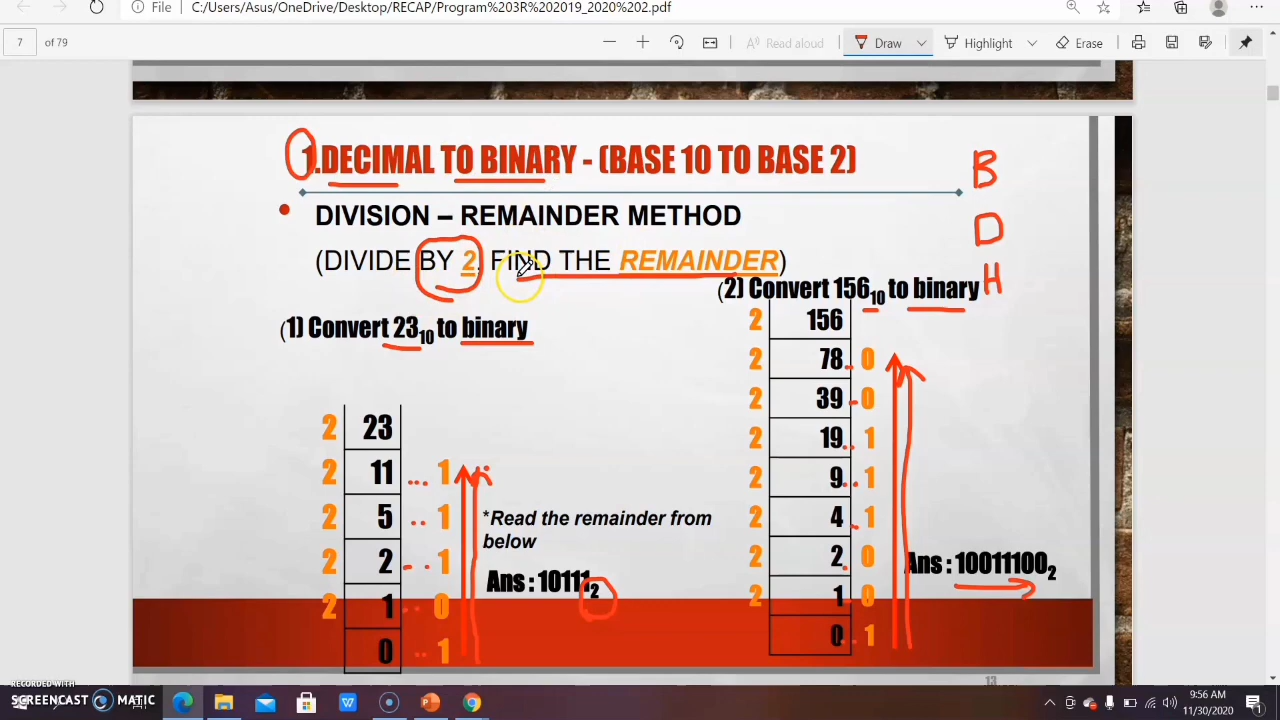 File
C:/Users/Asus/OneDrive/Desktop/RECAP/Program%203R%202019_2020%202.pdf
7 of 79
Read aloud
Draw
Highlight
Erase
1.DECIMAL TO BINARY - (BASE 10 TO BASE 2)
B
DIVISION – REMAINDER METHOD
D
(DIVIDE BY 2, FIND THE REMAINDER)
H
(1) Convert 23₁₀ to binary
2 23
2 11 ... 1
2 5 .. 1
2 2 ... 1
2 1 .. 0
0 .. 1
*Read the remainder from
below
Ans : 10111₂
(2) Convert 156₁₀ to binary
2 156
2 78 .. 0
2 39 .. 0
2 19 .. 1
2 9 .. 1
2 4 .. 1
2 2 . 0
2 1 . 0
0 .. 1
Ans : 10011100₂
13
RECORDED WITH
SCREENCAST MATIC
9:56 AM
11/30/2020